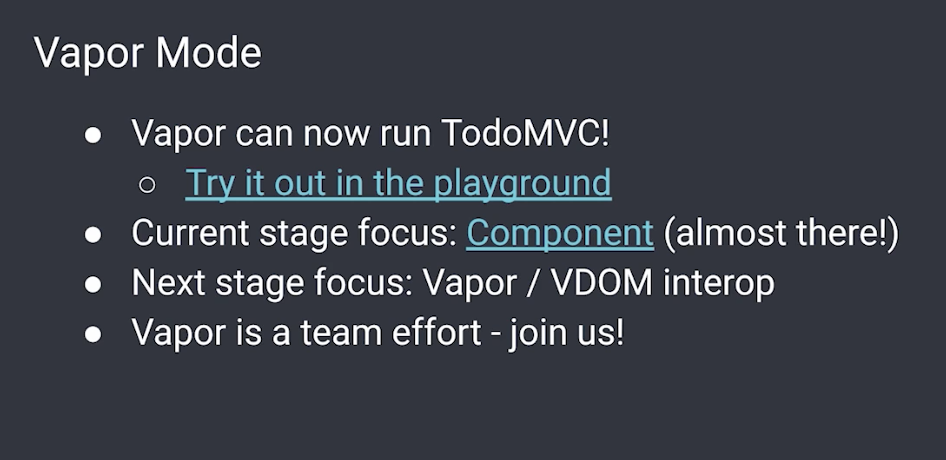 Vapor Mode
● Vapor can now run TodoMVC!
○ Try it out in the playground
● Current stage focus: Component (almost there!)
● Next stage focus: Vapor / VDOM interop
● Vapor is a team effort - join us!